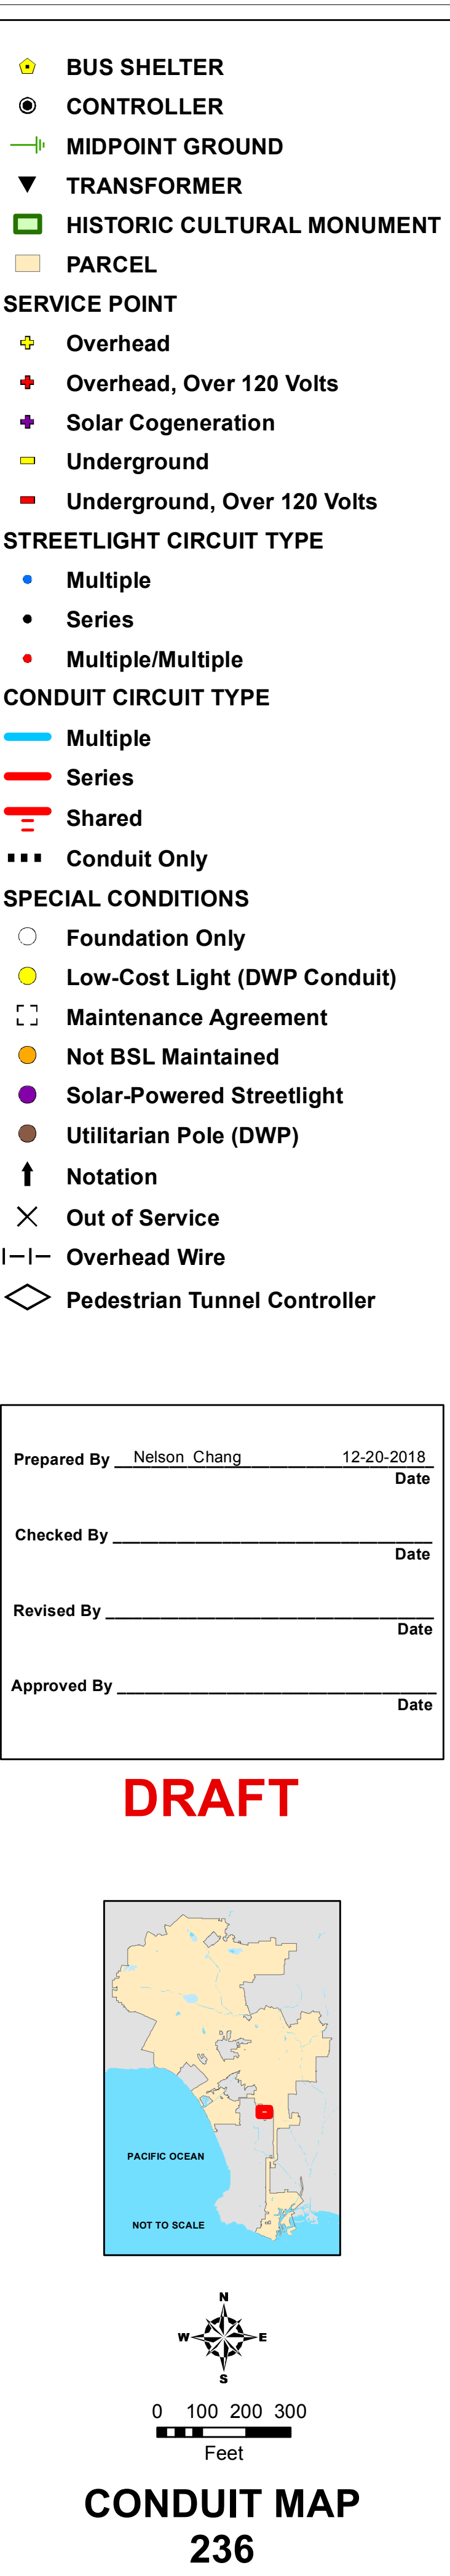 BUS SHELTER
CONTROLLER
MIDPOINT GROUND
TRANSFORMER
HISTORIC CULTURAL MONUMENT
PARCEL
SERVICE POINT
Overhead
Overhead, Over 120 Volts
Solar Cogeneration
Underground
Underground, Over 120 Volts
STREETLIGHT CIRCUIT TYPE
Multiple
Series
Multiple/Multiple
CONDUIT CIRCUIT TYPE
Multiple
Series
Shared
Conduit Only
SPECIAL CONDITIONS
Foundation Only
Low-Cost Light (DWP Conduit)
Maintenance Agreement
Not BSL Maintained
Solar-Powered Streetlight
Utilitarian Pole (DWP)
Notation
Out of Service
Overhead Wire
Pedestrian Tunnel Controller
Prepared By Nelson Chang 12-20-2018
Date
Checked By
Date
Revised By
Date
Approved By
Date
DRAFT
PACIFIC OCEAN
NOT TO SCALE
N
W E
S
0 100 200 300
Feet
CONDUIT MAP
236